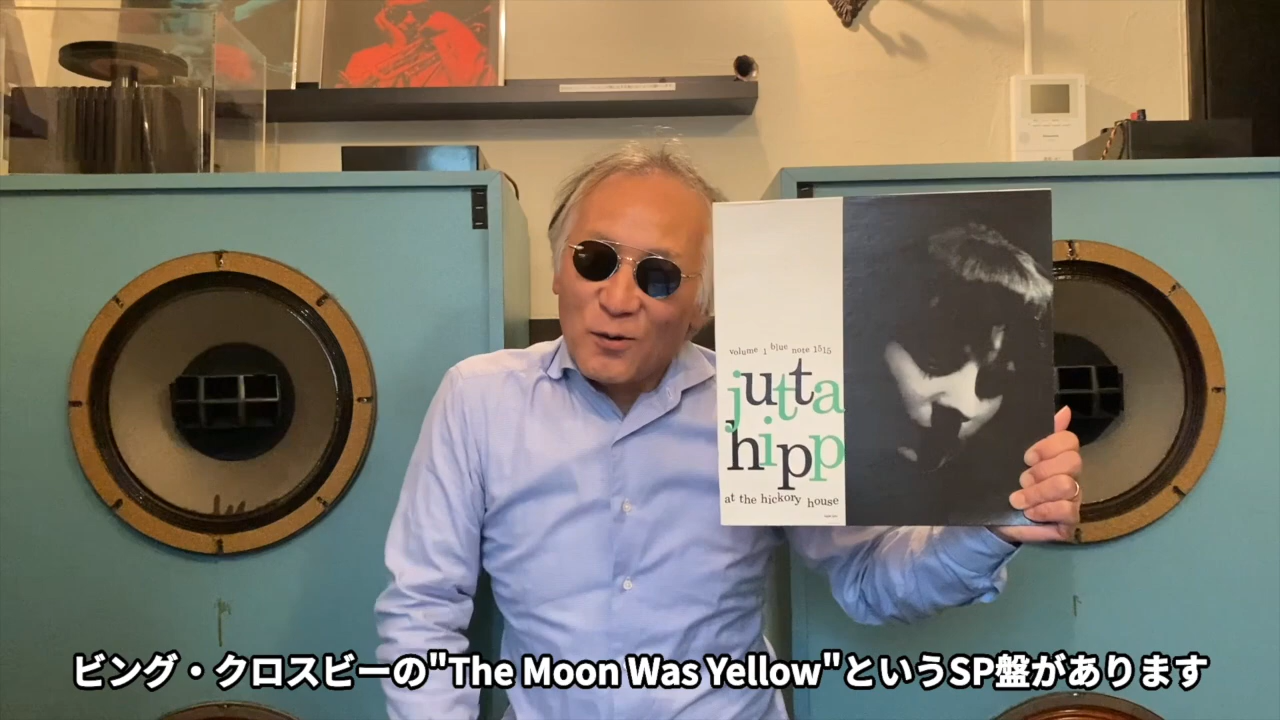 volume 1 blue note 1515
jutta
hipp
at the hickory house
ビング・クロスビーの"The Moon Was Yellow"というSP盤があります